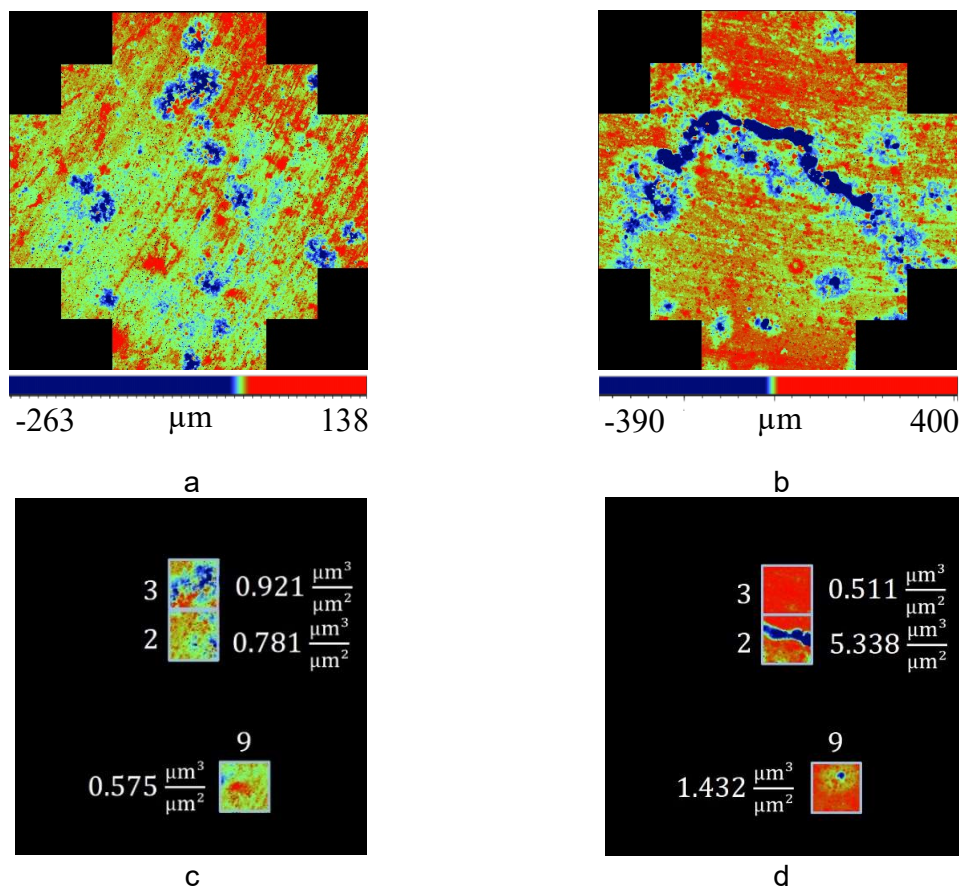 -263 µm 138
-390 µm 400
a
b
3 0.921 µm³/µm²
2 0.781 µm³/µm²
9
0.575 µm³/µm²
c
3 0.511 µm³/µm²
2 5.338 µm³/µm²
9
1.432 µm³/µm²
d